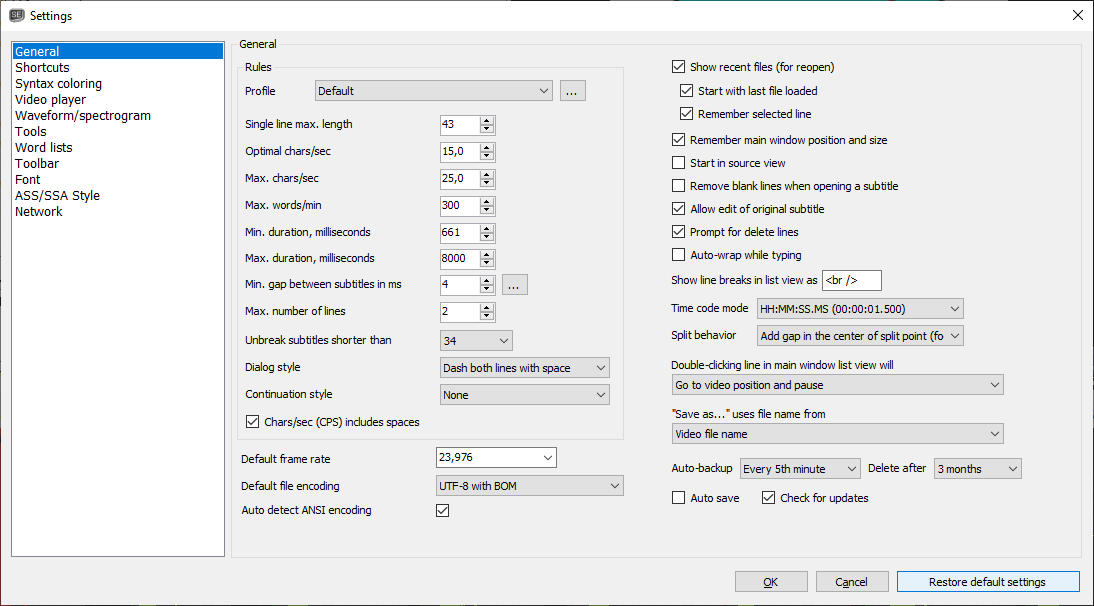 SE Settings
General
Shortcuts
Syntax coloring
Video player
Waveform/spectrogram
Tools
Word lists
Toolbar
Font
ASS/SSA Style
Network
General
Rules
Profile Default ...
Single line max. length 43
Optimal chars/sec 15,0
Max. chars/sec 25,0
Max. words/min 300
Min. duration, milliseconds 661
Max. duration, milliseconds 8000
Min. gap between subtitles in ms 4 ...
Max. number of lines 2
Unbreak subtitles shorter than 34
Dialog style Dash both lines with space
Continuation style None
Chars/sec (CPS) includes spaces
Default frame rate 23,976
Default file encoding UTF-8 with BOM
Auto detect ANSI encoding
Show recent files (for reopen)
Start with last file loaded
Remember selected line
Remember main window position and size
Start in source view
Remove blank lines when opening a subtitle
Allow edit of original subtitle
Prompt for delete lines
Auto-wrap while typing
Show line breaks in list view as <br />
Time code mode HH:MM:SS.MS (00:00:01.500)
Split behavior Add gap in the center of split point (fo
Double-clicking line in main window list view will
Go to video position and pause
"Save as..." uses file name from
Video file name
Auto-backup Every 5th minute Delete after 3 months
Auto save Check for updates
OK Cancel Restore default settings